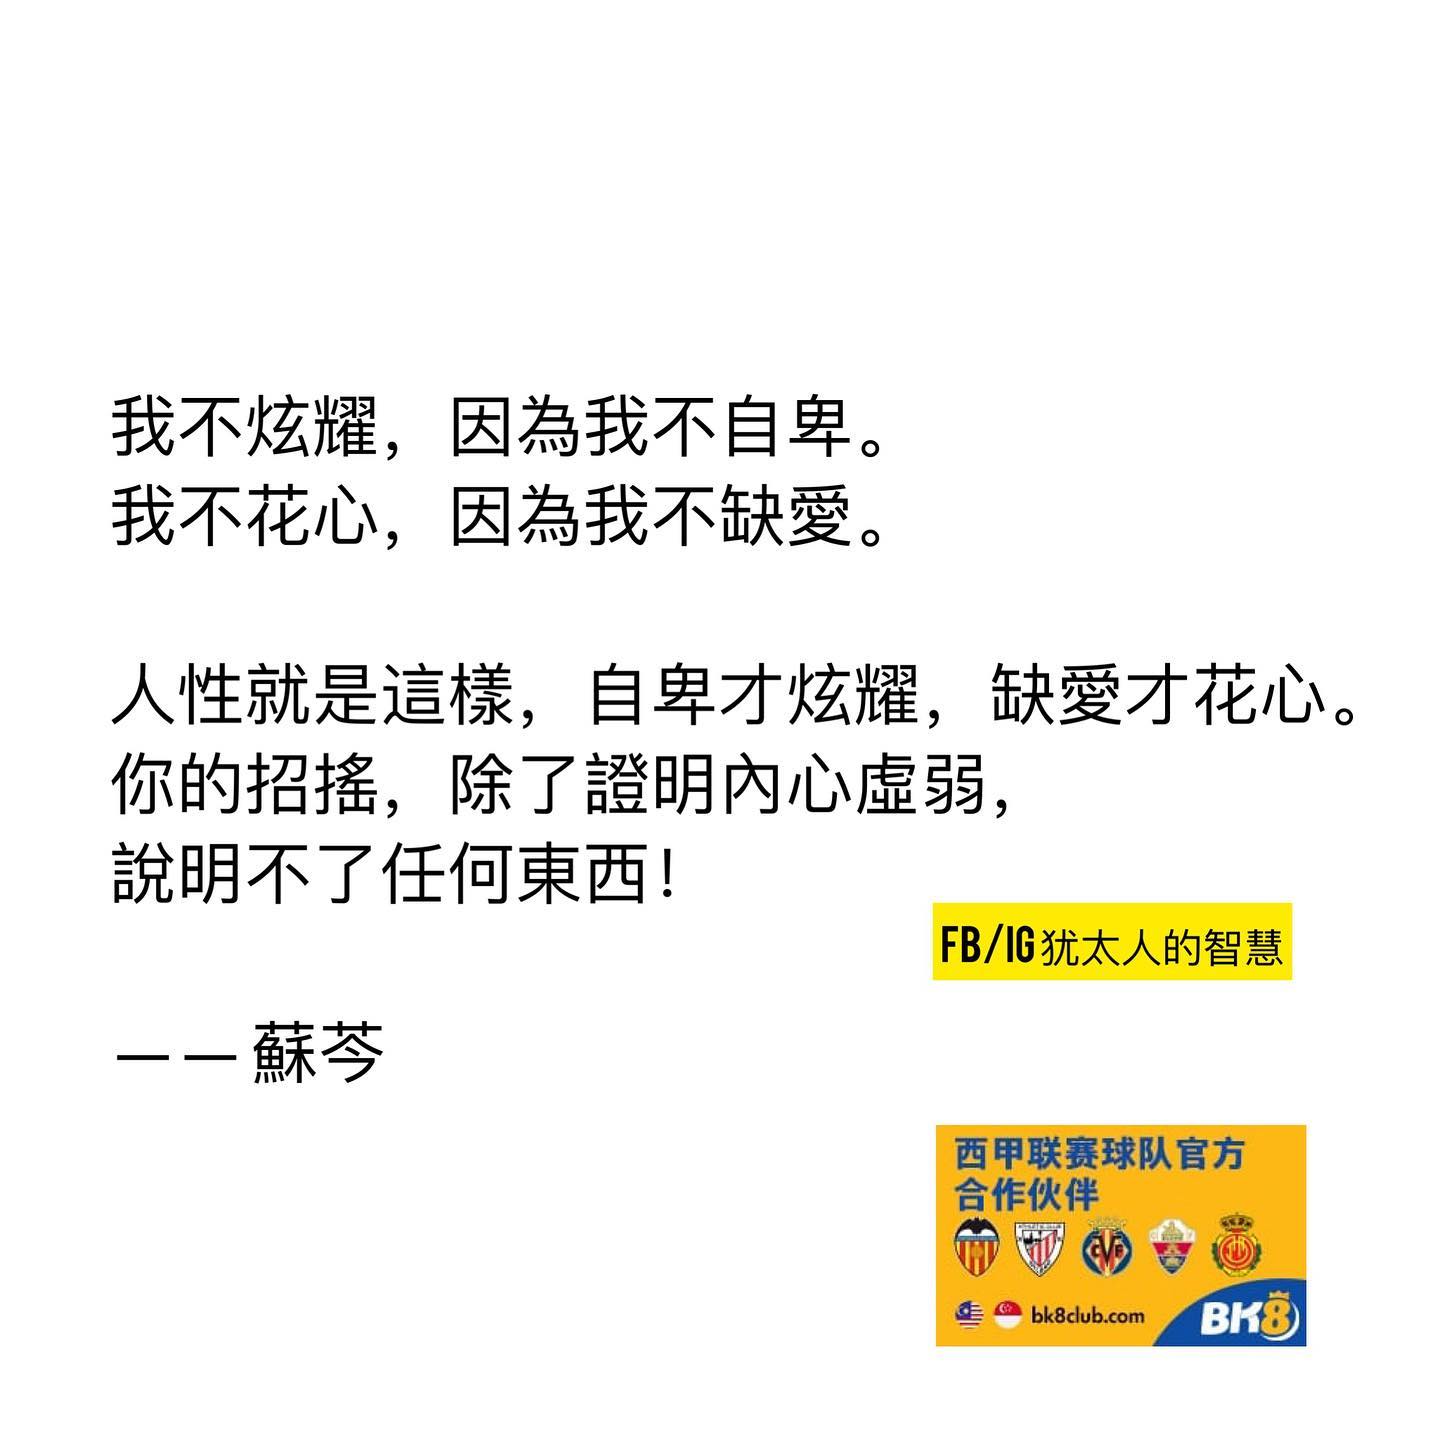 我不炫耀，因為我不自卑。
我不花心，因為我不缺愛。
人性就是這樣，自卑才炫耀，缺愛才花心。
你的招搖，除了證明內心虛弱，
說明不了任何東西！
FB/IG犹太人的智慧
——蘇芩
西甲联赛球队官方
合作伙伴
bk8club.com
BK8